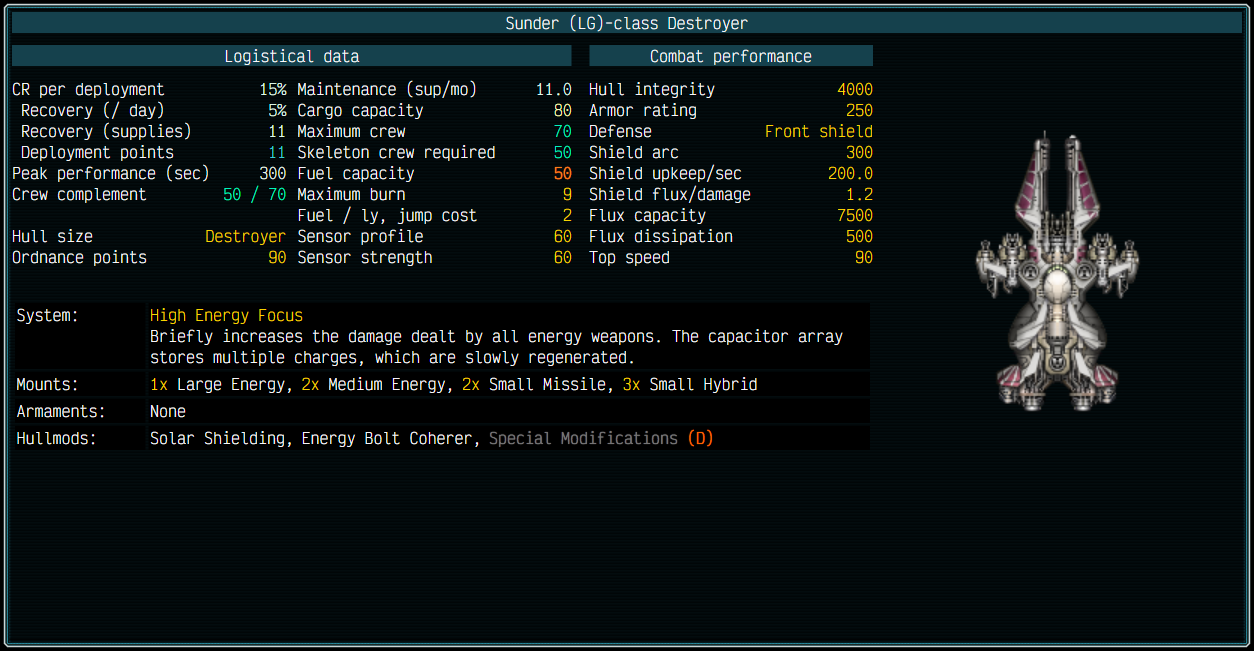 Sunder (LG)-class Destroyer
Logistical data
CR per deployment 15%
Recovery (/ day) 5%
Recovery (supplies) 11
Deployment points 11
Peak performance (sec) 300
Crew complement 50 / 70
Hull size Destroyer
Ordnance points 90
Maintenance (sup/mo) 11.0
Cargo capacity 80
Maximum crew 70
Skeleton crew required 50
Fuel capacity 50
Maximum burn 9
Fuel / ly, jump cost 2
Sensor profile 60
Sensor strength 60
Combat performance
Hull integrity 4000
Armor rating 250
Defense Front shield
Shield arc 300
Shield upkeep/sec 200.0
Shield flux/damage 1.2
Flux capacity 7500
Flux dissipation 500
Top speed 90
System: High Energy Focus
Briefly increases the damage dealt by all energy weapons. The capacitor array
stores multiple charges, which are slowly regenerated.
Mounts: 1x Large Energy, 2x Medium Energy, 2x Small Missile, 3x Small Hybrid
Armaments: None
Hullmods: Solar Shielding, Energy Bolt Coherer, Special Modifications (D)